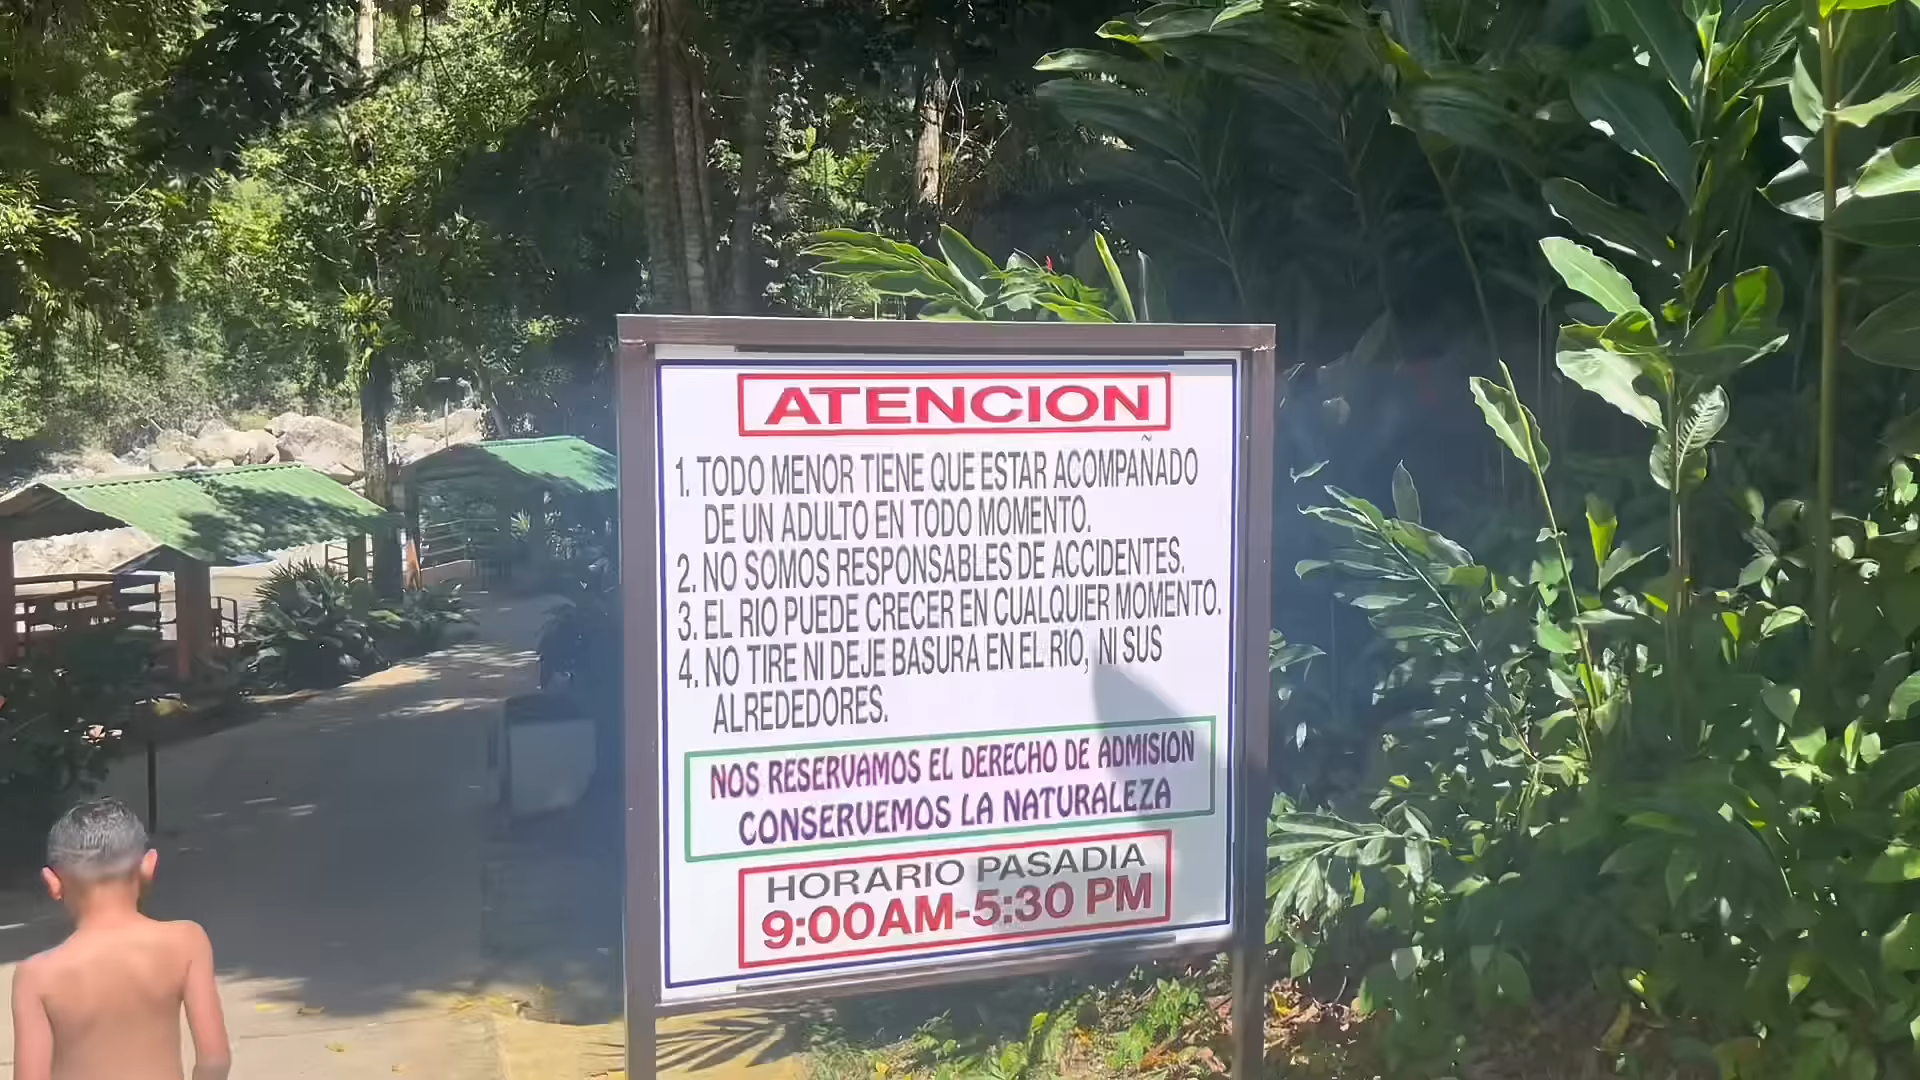 ATENCION
1. TODO MENOR TIENE QUE ESTAR ACOMPAÑADO
DE UN ADULTO EN TODO MOMENTO.
2. NO SOMOS RESPONSABLES DE ACCIDENTES.
3. EL RIO PUEDE CRECER EN CUALQUIER MOMENTO.
4. NO TIRE NI DEJE BASURA EN EL RIO, NI SUS
ALREDEDORES.
NOS RESERVAMOS EL DERECHO DE ADMISION
CONSERVEMOS LA NATURALEZA
HORARIO PASADIA
9:00AM-5:30 PM